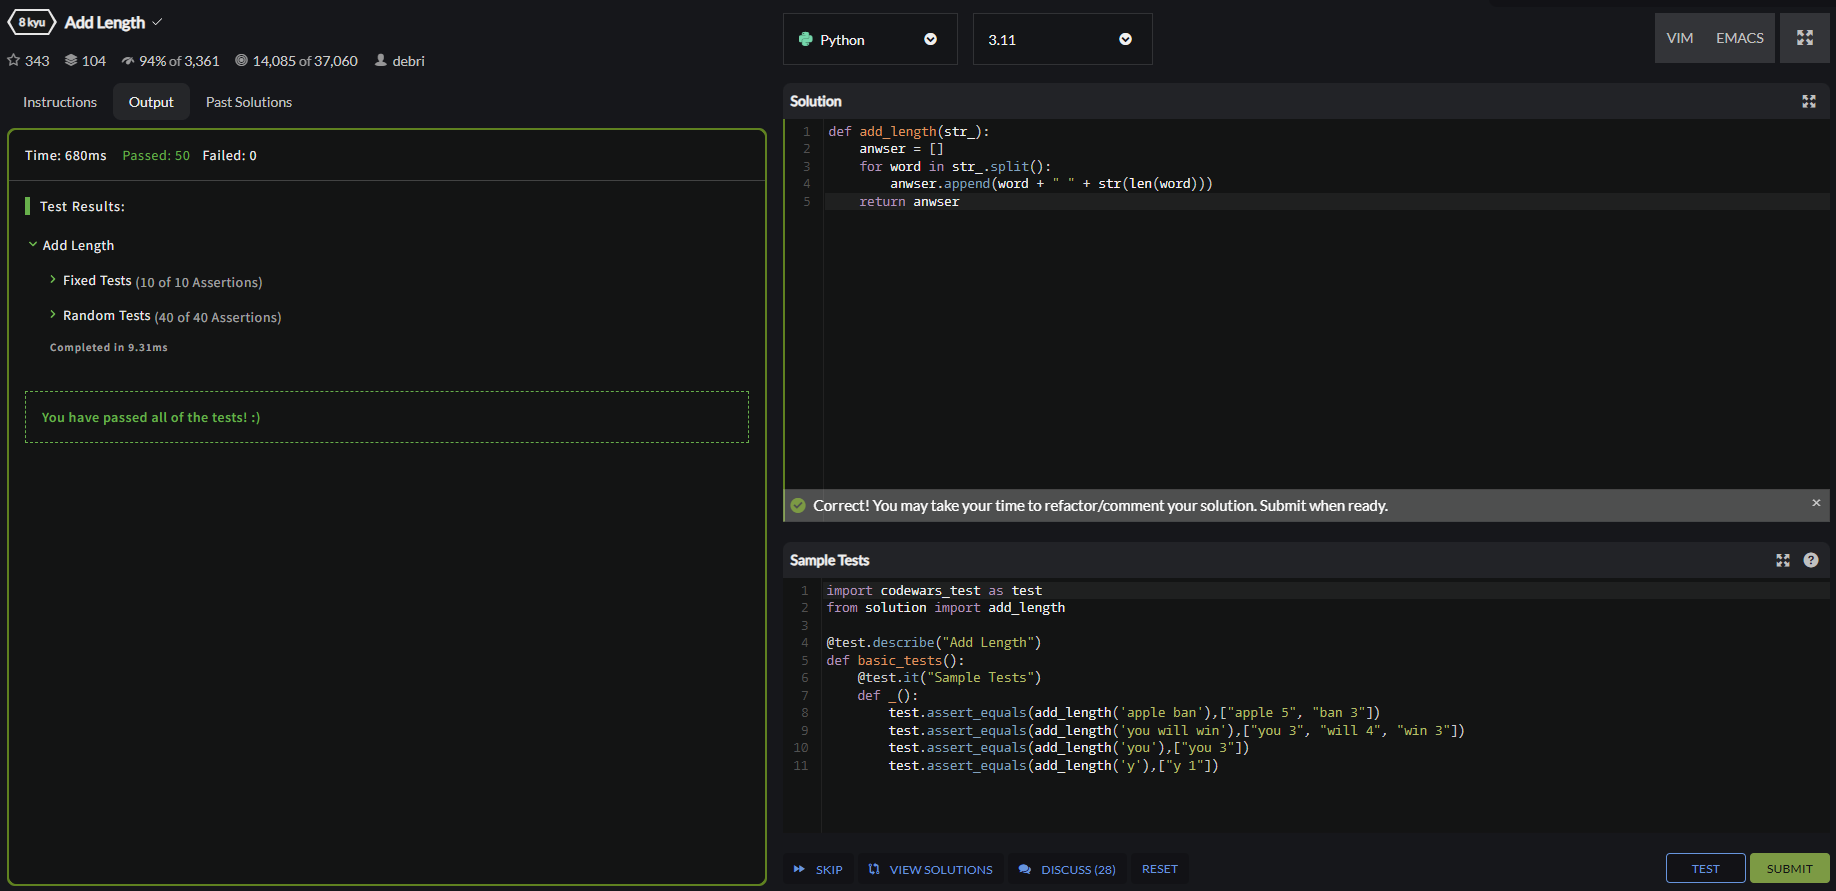 8 kyu Add Length
343 104 94% of 3,361 14,085 of 37,060 debri
Instructions Output Past Solutions
Time: 680ms Passed: 50 Failed: 0
Test Results:
Add Length
Fixed Tests (10 of 10 Assertions)
Random Tests (40 of 40 Assertions)
Completed in 9.31ms
You have passed all of the tests! :)
Python 3.11 VIM EMACS
Solution
1 def add_length(str_):
2     anwser = []
3     for word in str_.split():
4         anwser.append(word + " " + str(len(word)))
5     return anwser
Correct! You may take your time to refactor/comment your solution. Submit when ready. ×
Sample Tests ?
1 import codewars_test as test
2 from solution import add_length
3
4 @test.describe("Add Length")
5 def basic_tests():
6     @test.it("Sample Tests")
7     def _():
8         test.assert_equals(add_length('apple ban'),["apple 5", "ban 3"])
9         test.assert_equals(add_length('you will win'),["you 3", "will 4", "win 3"])
10         test.assert_equals(add_length('you'),["you 3"])
11         test.assert_equals(add_length('y'),["y 1"])
SKIP VIEW SOLUTIONS DISCUSS (28) RESET TEST SUBMIT